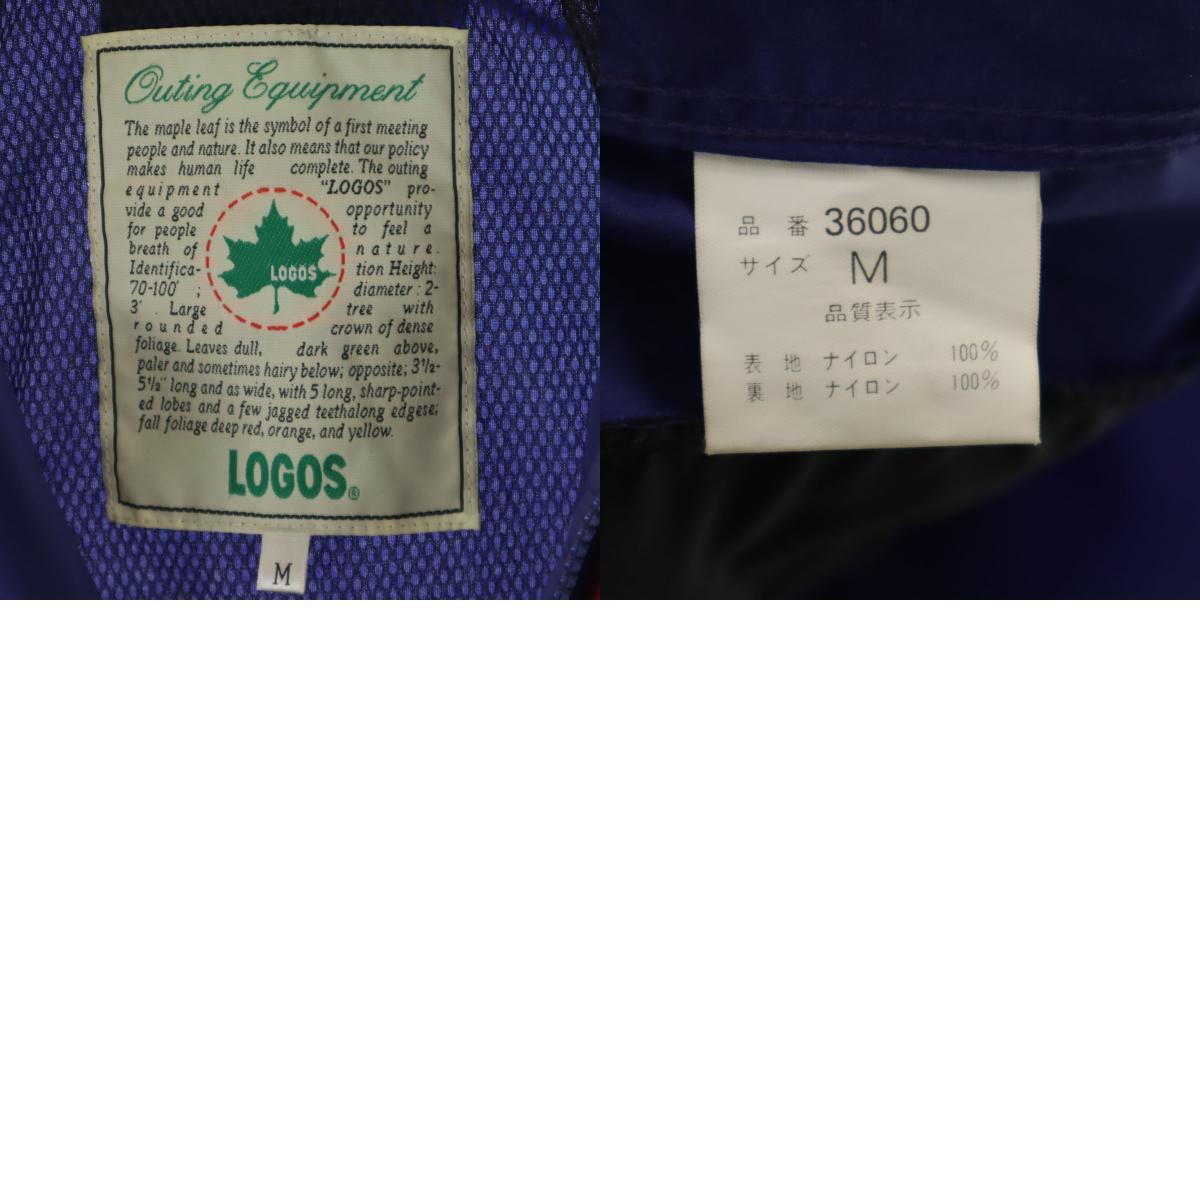 Outing Equipment
The maple leaf is the symbol of a first meeting
people and nature. It also means that our policy
makes human life complete. The outing
equipment "LOGOS" pro-
vide a good opportunity
for people to feel a
breath of nature.
Identifica- tion Height:
70-100' ; diameter : 2-
3' . Large tree with
rounded crown of dense
foliage. Leaves dull, dark green above,
paler and sometimes hairy below; opposite; 3½-
5½" long and as wide, with 5 long, sharp-point-
ed lobes and a few jagged teethalong edgese;
fall foliage deep red, orange, and yellow.
LOGOS
LOGOS®
M
品番 36060
サイズ M
品質表示
表地 ナイロン 100%
裏地 ナイロン 100%